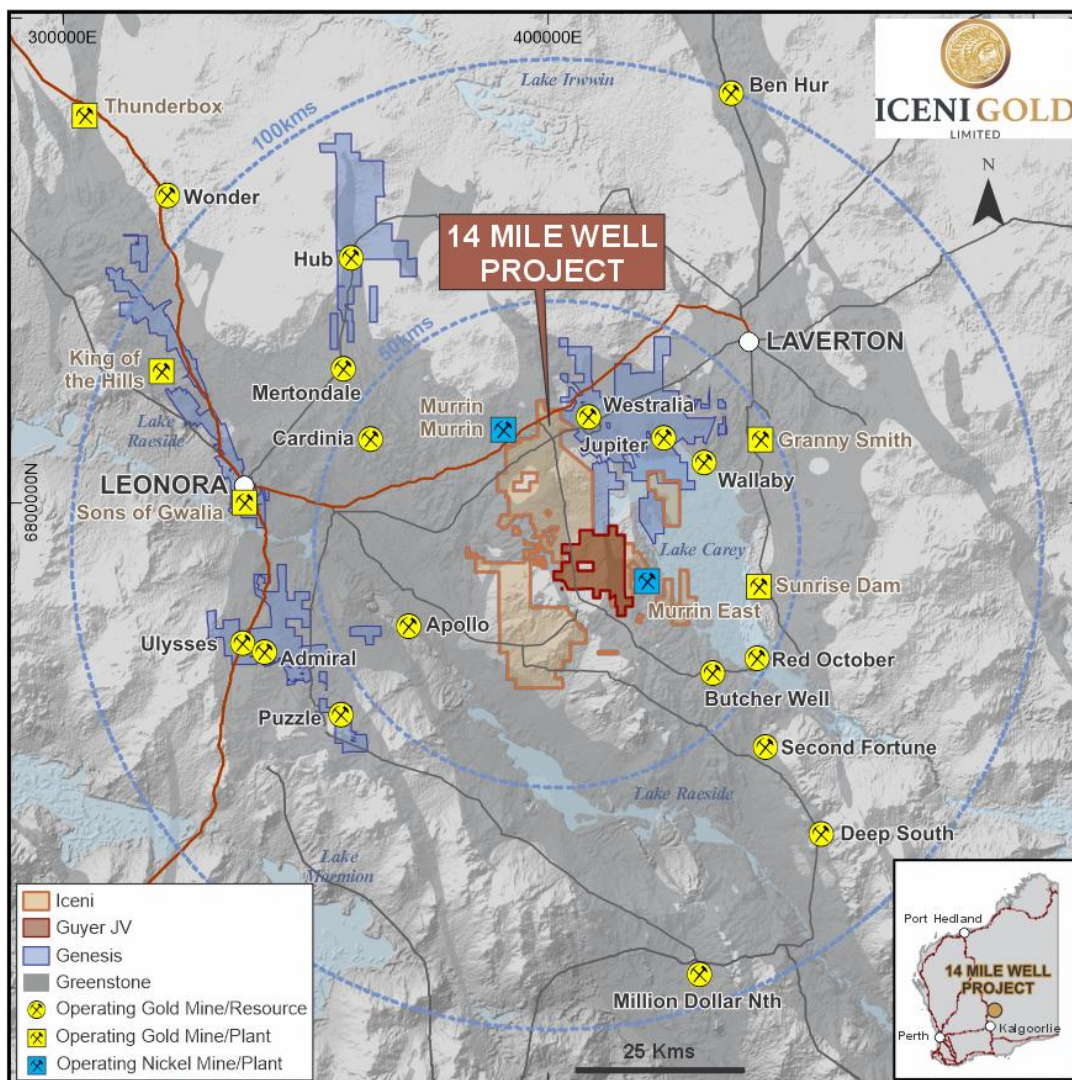 300000E
400000E
6800000N
ICENI GOLD
LIMITED
N
Lake Irwwin
Ben Hur
Thunderbox
100kms
Wonder
14 MILE WELL
PROJECT
Hub
50kms
LAVERTON
King of
the Hills
Mertondale
Murrin
Murrin
Westralia
Lake
Raeside
Cardinia
Jupiter
Granny Smith
Wallaby
LEONORA
Sons of Gwalia
Lake Carey
Sunrise Dam
Murrin East
Apollo
Ulysses
Admiral
Red October
Butcher Well
Puzzle
Second Fortune
Lake Raeside
Deep South
Lake
Marmion
Million Dollar Nth
25 Kms
Iceni
Guyer JV
Genesis
Greenstone
Operating Gold Mine/Resource
Operating Gold Mine/Plant
Operating Nickel Mine/Plant
Port Hedland
14 MILE WELL
PROJECT
Kalgoorlie
Perth